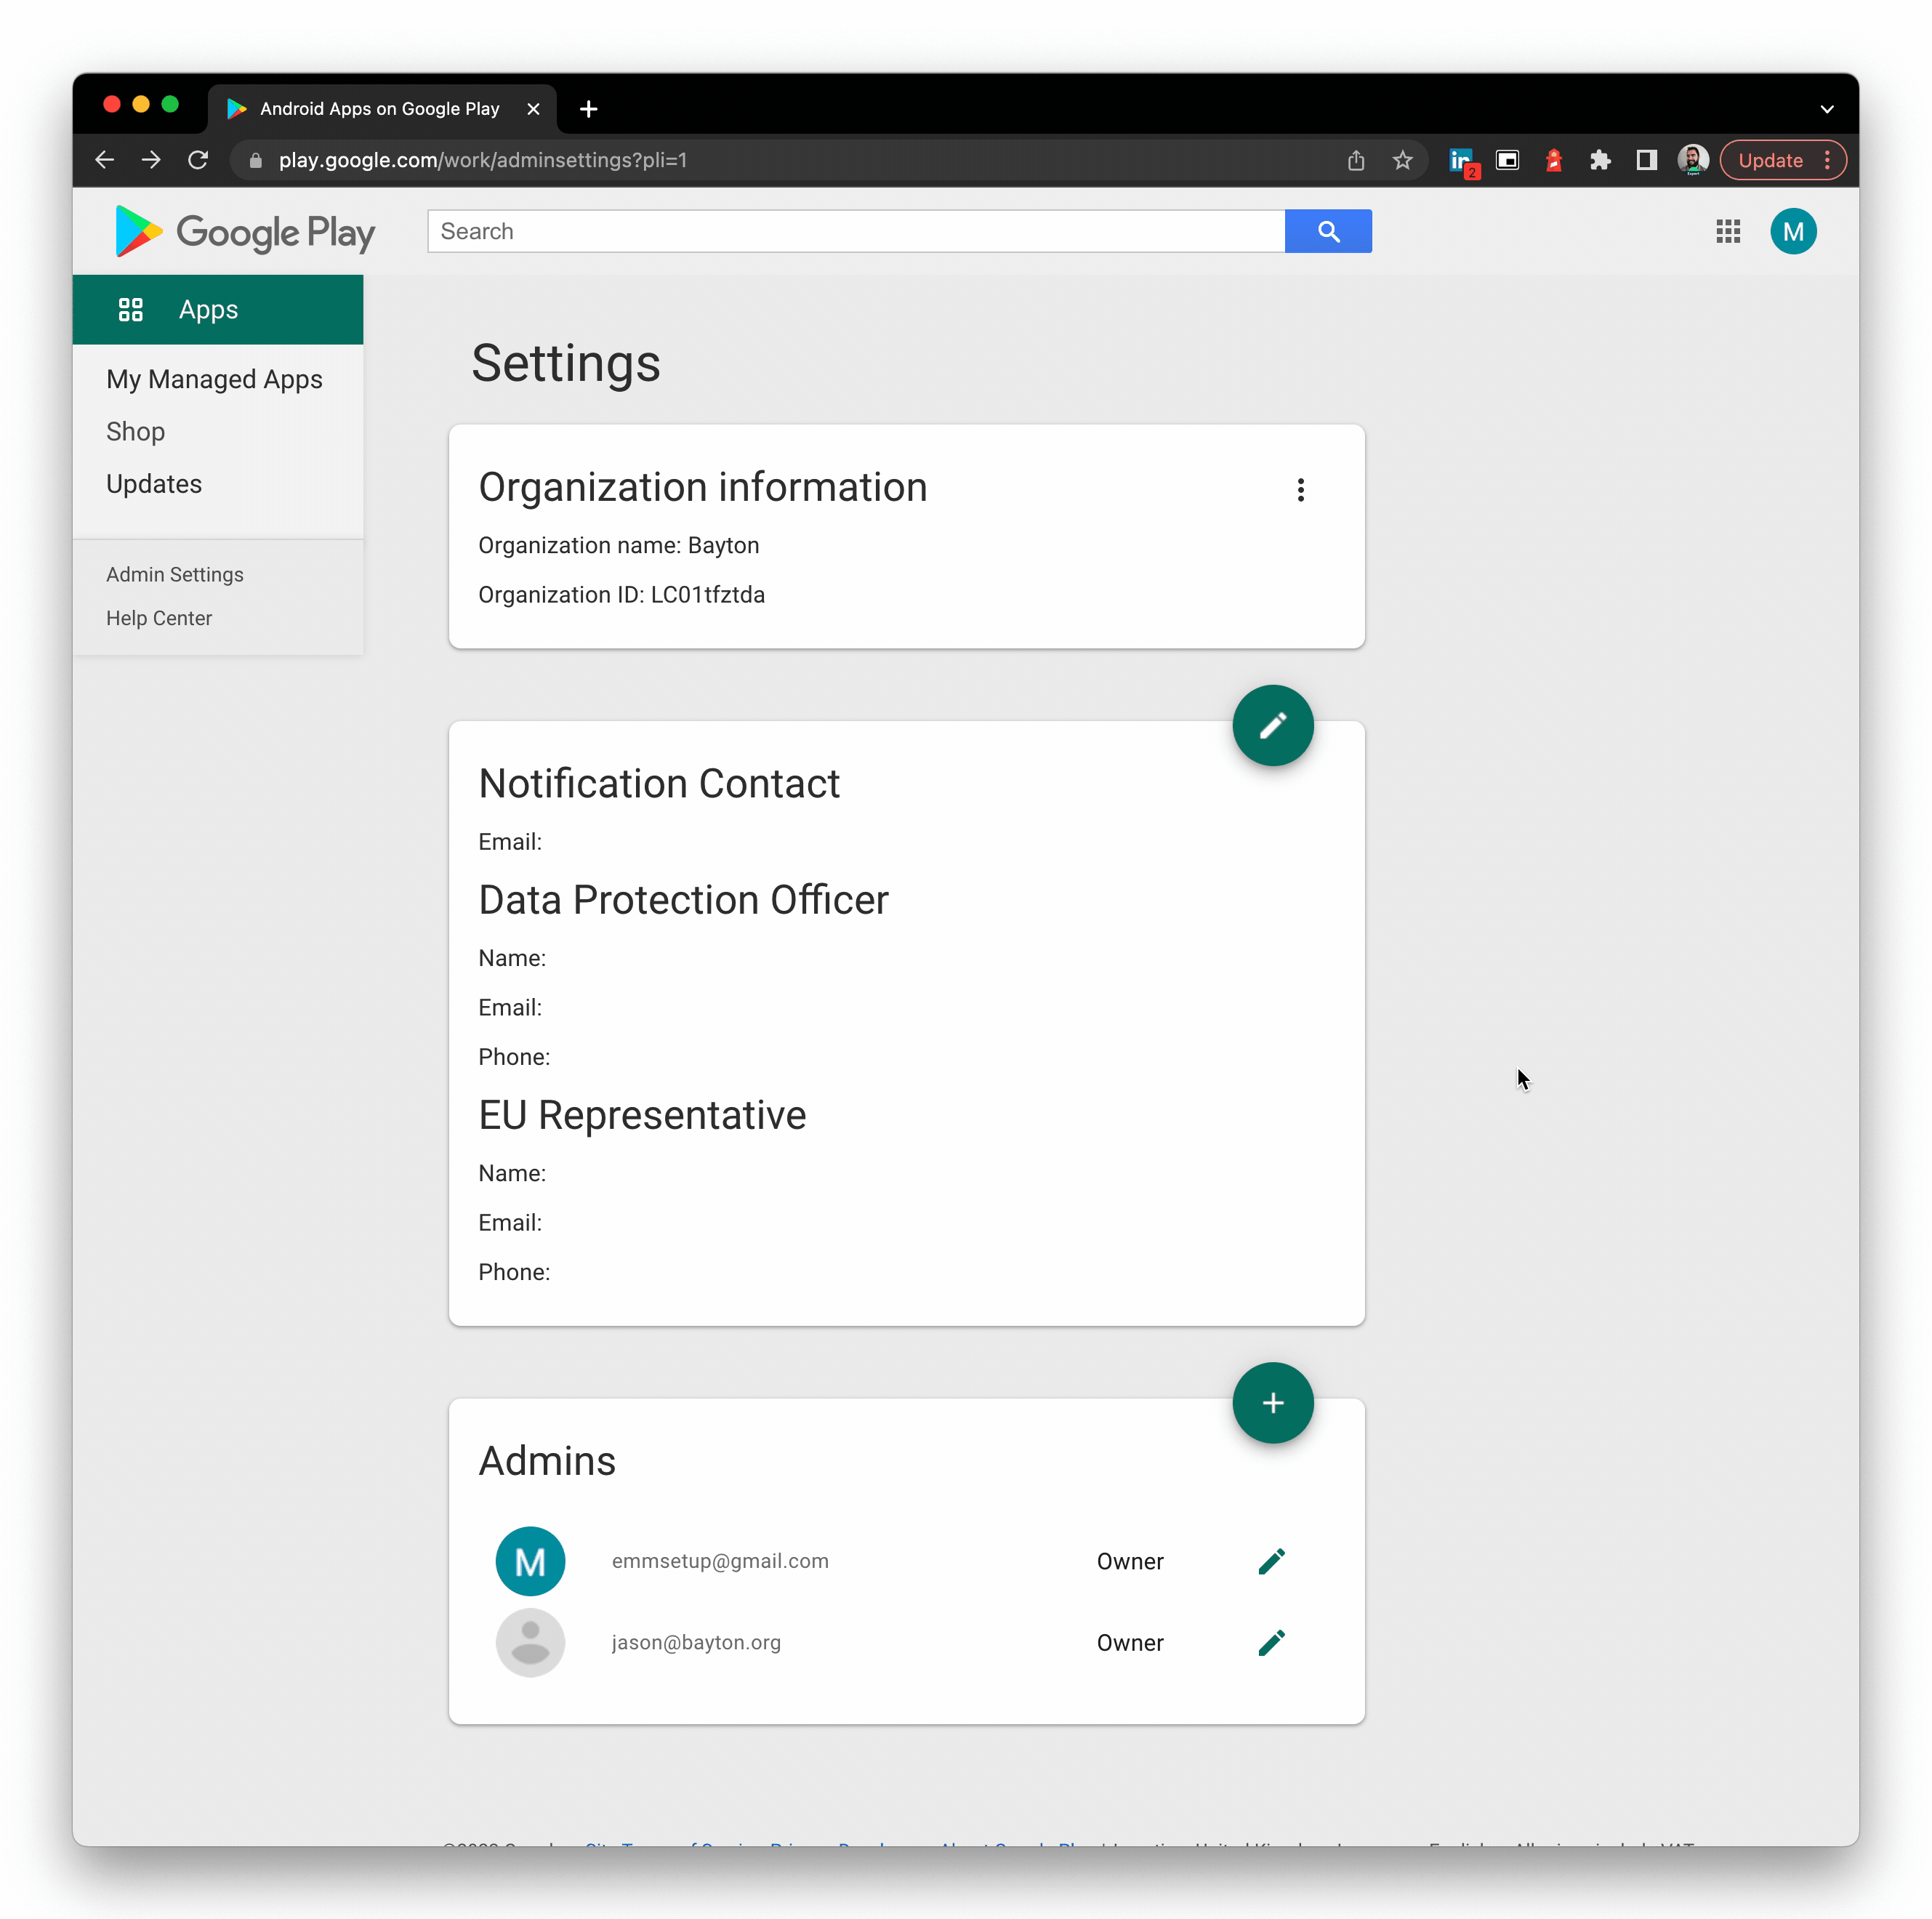 Android Apps on Google Play
play.google.com/work/adminsettings?pli=1
in
2
Update
Google Play
Search
M
Apps
My Managed Apps
Shop
Updates
Admin Settings
Help Center
Settings
Organization information
Organization name: Bayton
Organization ID: LC01tfztda
Notification Contact
Email:
Data Protection Officer
Name:
Email:
Phone:
EU Representative
Name:
Email:
Phone:
Admins
M emmsetup@gmail.com Owner
jason@bayton.org Owner